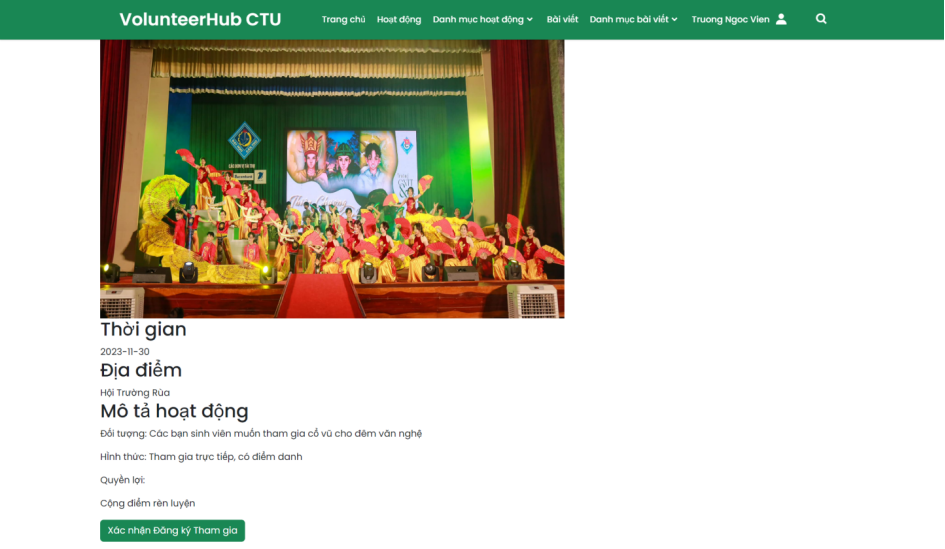 VolunteerHub CTU
Trang chủ Hoạt động Danh mục hoạt động Bài viết Danh mục bài viết Truong Ngoc Vien
Thời gian
2023-11-30
Địa điểm
Hội Trường Rùa
Mô tả hoạt động
Đối tượng: Các bạn sinh viên muốn tham gia cổ vũ cho đêm văn nghệ
Hình thức: Tham gia trực tiếp, có điểm danh
Quyền lợi:
Cộng điểm rèn luyện
Xác nhận Đăng ký Tham gia